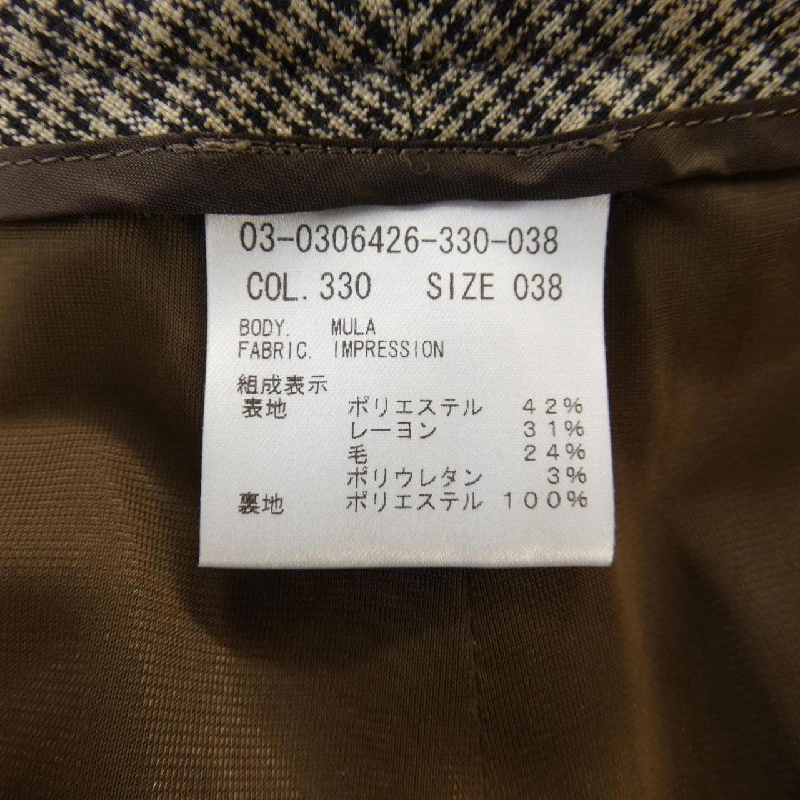 03-0306426-330-038
COL. 330 SIZE 038
BODY. MULA
FABRIC. IMPRESSION
組成表示
表地 ポリエステル 42%
レーヨン 31%
毛 24%
ポリウレタン 3%
裏地 ポリエステル 100%